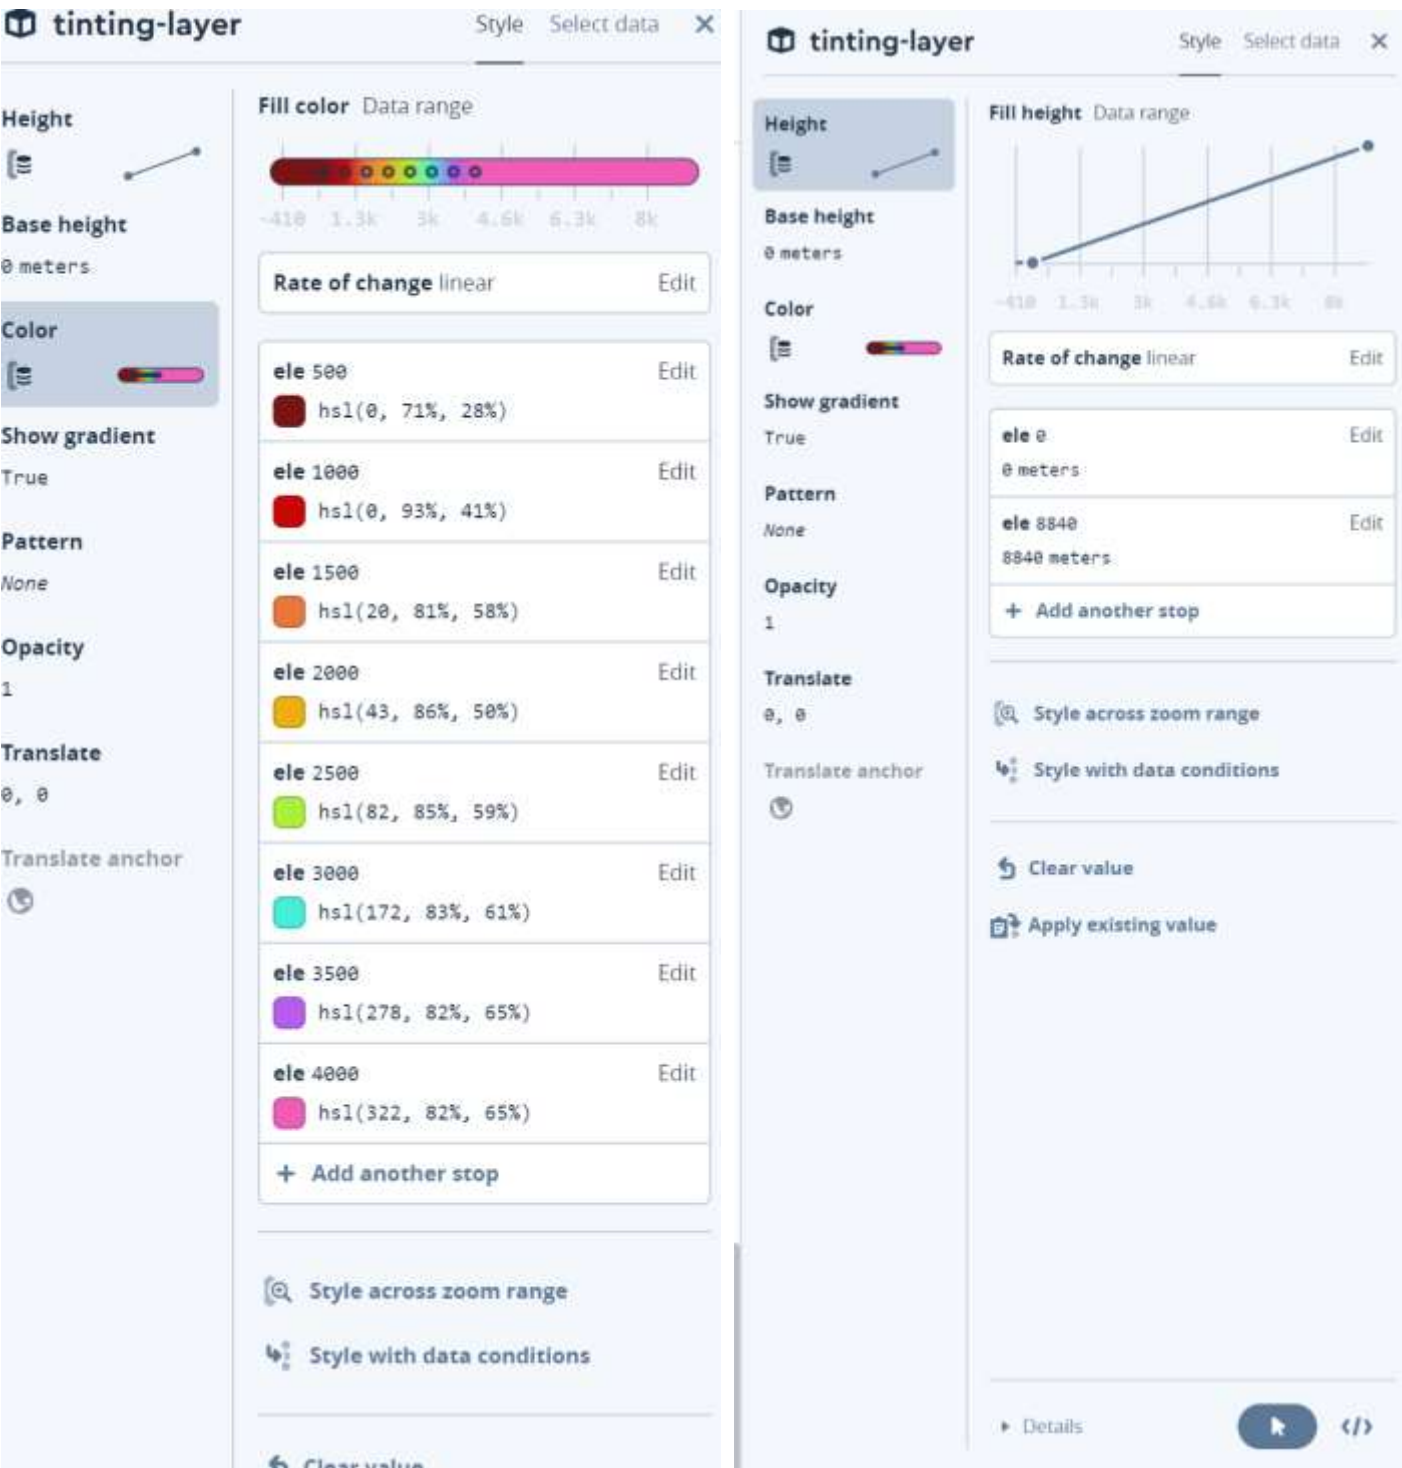 tinting-layer
Style Select data
Height
Base height
0 meters
Color
Show gradient
True
Pattern
None
Opacity
1
Translate
0, 0
Translate anchor
Fill color Data range
-410 1.3k 3k 4.6k 6.3k 8k
Rate of change linear Edit
ele 500 Edit
hsl(0, 71%, 28%)
ele 1000 Edit
hsl(0, 93%, 41%)
ele 1500 Edit
hsl(20, 81%, 58%)
ele 2000 Edit
hsl(43, 86%, 50%)
ele 2500 Edit
hsl(82, 85%, 59%)
ele 3000 Edit
hsl(172, 83%, 61%)
ele 3500 Edit
hsl(278, 82%, 65%)
ele 4000 Edit
hsl(322, 82%, 65%)
+ Add another stop
Style across zoom range
Style with data conditions
Clear value
tinting-layer
Style Select data
Height
Base height
0 meters
Color
Show gradient
True
Pattern
None
Opacity
1
Translate
0, 0
Translate anchor
Fill height Data range
-410 1.3k 3k 4.6k 6.3k 8k
Rate of change linear Edit
ele 0 Edit
0 meters
ele 8840 Edit
8840 meters
+ Add another stop
Style across zoom range
Style with data conditions
Clear value
Apply existing value
Details